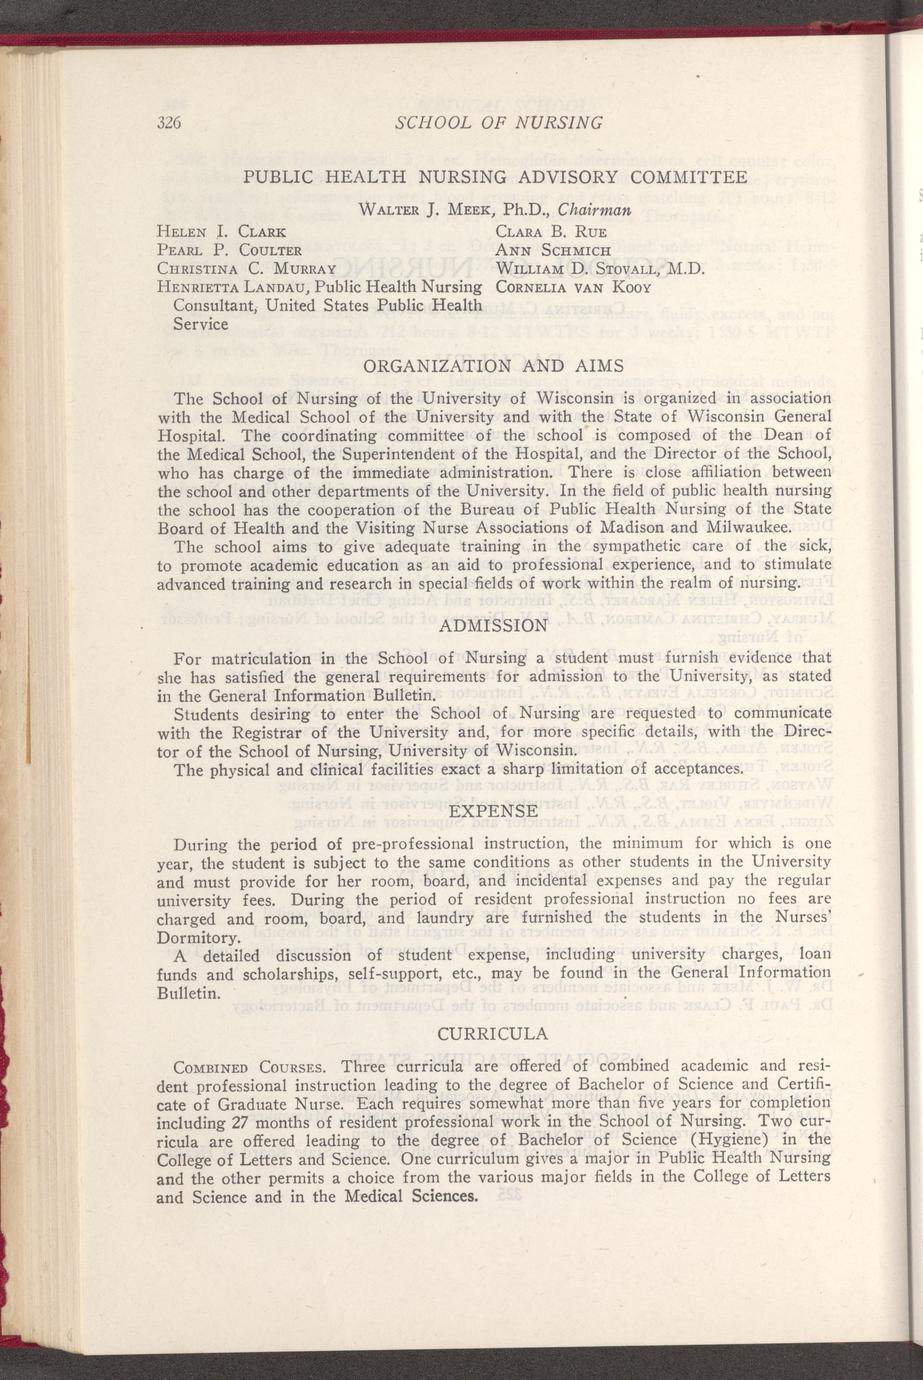 326
SCHOOL OF NURSING
PUBLIC HEALTH NURSING ADVISORY COMMITTEE
WALTER J. MEEK, Ph.D., Chairman
HELEN I. CLARK
PEARL P. COULTER
CHRISTINA C. MURRAY
HENRIETTA LANDAU, Public Health Nursing
Consultant, United States Public Health
Service
CLARA B. RUE
ANN SCHMICH
WILLIAM D. STOVALL, M.D.
CORNELIA VAN KOOY
ORGANIZATION AND AIMS
The School of Nursing of the University of Wisconsin is organized in association
with the Medical School of the University and with the State of Wisconsin General
Hospital. The coordinating committee of the school is composed of the Dean of
the Medical School, the Superintendent of the Hospital, and the Director of the School,
who has charge of the immediate administration. There is close affiliation between
the school and other departments of the University. In the field of public health nursing
the school has the cooperation of the Bureau of Public Health Nursing of the State
Board of Health and the Visiting Nurse Associations of Madison and Milwaukee.
The school aims to give adequate training in the sympathetic care of the sick,
to promote academic education as an aid to professional experience, and to stimulate
advanced training and research in special fields of work within the realm of nursing.
ADMISSION
For matriculation in the School of Nursing a student must furnish evidence that
she has satisfied the general requirements for admission to the University, as stated
in the General Information Bulletin.
Students desiring to enter the School of Nursing are requested to communicate
with the Registrar of the University and, for more specific details, with the Direc-
tor of the School of Nursing, University of Wisconsin.
The physical and clinical facilities exact a sharp limitation of acceptances.
EXPENSE
During the period of pre-professional instruction, the minimum for which is one
year, the student is subject to the same conditions as other students in the University
and must provide for her room, board, and incidental expenses and pay the regular
university fees. During the period of resident professional instruction no fees are
charged and room, board, and laundry are furnished the students in the Nurses'
Dormitory.
A detailed discussion of student expense, including university charges, loan
funds and scholarships, self-support, etc., may be found in the General Information
Bulletin.
CURRICULA
COMBINED COURSES. Three curricula are offered of combined academic and resi-
dent professional instruction leading to the degree of Bachelor of Science and Certifi-
cate of Graduate Nurse. Each requires somewhat more than five years for completion
including 27 months of resident professional work in the School of Nursing. Two cur-
ricula are offered leading to the degree of Bachelor of Science (Hygiene) in the
College of Letters and Science. One curriculum gives a major in Public Health Nursing
and the other permits a choice from the various major fields in the College of Letters
and Science and in the Medical Sciences.